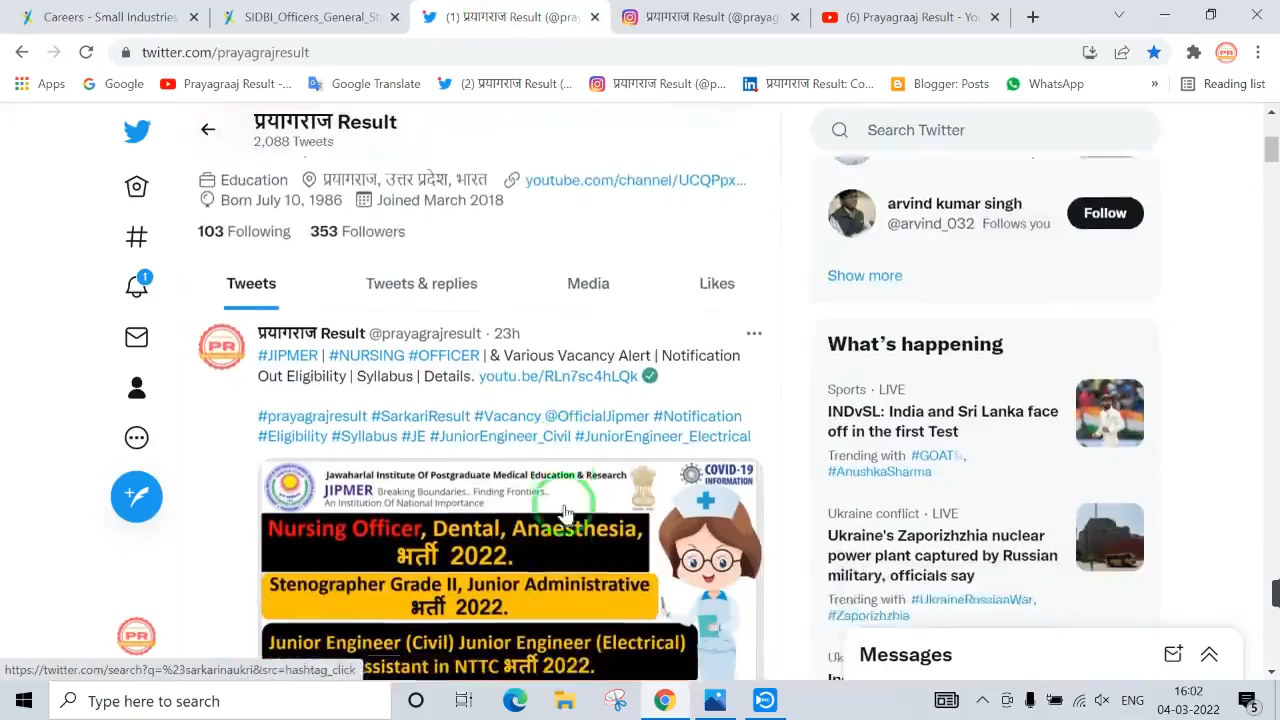 Careers - Small Industries
SIDBI_Officers_General_St
(1) प्रयागराज Result (@pra
प्रयागराज Result (@prayag
(6) Prayagraaj Result - Yo
twitter.com/prayagrajresult
Apps
Google
Prayagraaj Result -...
Google Translate
(2) प्रयागराज Result (...
प्रयागराज Result (@p...
प्रयागराज Result: Co...
Blogger: Posts
WhatsApp
»
Reading list
प्रयागराज Result
2,088 Tweets
Education
प्रयागराज, उत्तर प्रदेश, भारत
youtube.com/channel/UCQPpx...
Born July 10, 1986
Joined March 2018
103 Following
353 Followers
Tweets
Tweets & replies
Media
Likes
प्रयागराज Result @prayagrajresult · 23h
#JIPMER | #NURSING #OFFICER | & Various Vacancy Alert | Notification
Out Eligibility | Syllabus | Details. youtu.be/RLn7sc4hLQk
#prayagrajresult #SarkariResult #Vacancy @OfficialJipmer #Notification
#Eligibility #Syllabus #JE #JuniorEngineer_Civil #JuniorEngineer_Electrical
Jawaharlal Institute Of Postgraduate Medical Education & Research
JIPMER Breaking Boundaries.. Finding Frontiers..
An Institution Of National Importance
COVID-19
INFORMATION
Nursing Officer, Dental, Anaesthesia,
भर्ती 2022.
Stenographer Grade II, Junior Administrative
भर्ती 2022.
Junior Engineer (Civil) Junior Engineer (Electrical)
ssistant in NTTC भर्ती 2022.
Search Twitter
arvind kumar singh
@arvind_032 Follows you
Follow
Show more
What's happening
Sports · LIVE
INDvSL: India and Sri Lanka face
off in the first Test
Trending with #GOAT,
#AnushkaSharma
Ukraine conflict · LIVE
Ukraine's Zaporizhzhia nuclear
power plant captured by Russian
military, officials say
Trending with #UkraineRussianWar,
#Zaporizhzhia
Messages
1
PR
PR
https://twitter.com/search?q=%23sarkarinaukri&src=hashtag_click
Type here to search
ENG
16:02
04-03-2022
5